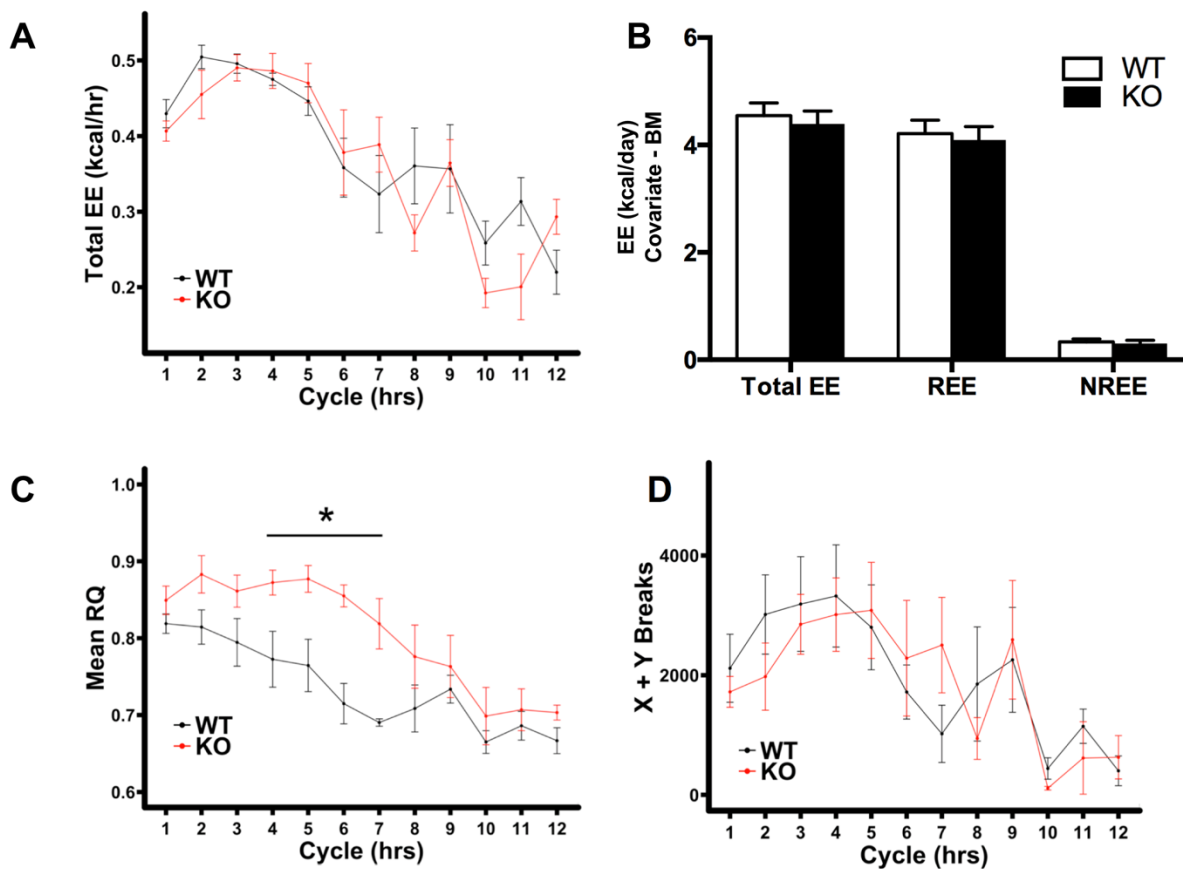 A
Total EE (kcal/hr)
0.5
0.4
0.3
0.2
WT
KO
1 2 3 4 5 6 7 8 9 10 11 12
Cycle (hrs)
B
EE (kcal/day)
Covariate - BM
6
4
2
0
WT
KO
Total EE REE NREE
C
Mean RQ
1.0
0.9
0.8
0.7
0.6
*
WT
KO
1 2 3 4 5 6 7 8 9 10 11 12
Cycle (hrs)
D
X + Y Breaks
4000
2000
0
WT
KO
1 2 3 4 5 6 7 8 9 10 11 12
Cycle (hrs)